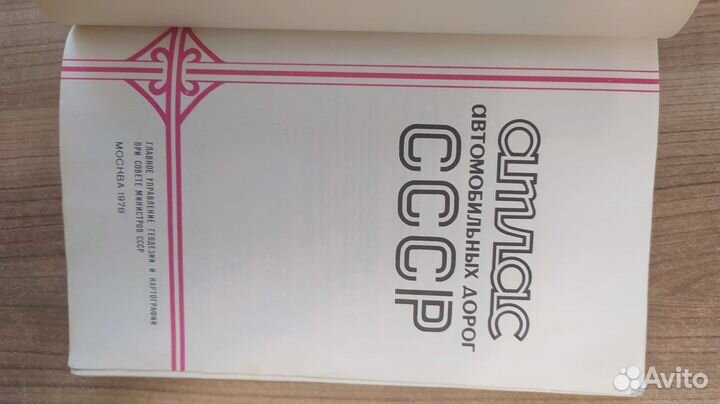 атлас
автомобильных дорог
СССР
ГЛАВНОЕ УПРАВЛЕНИЕ ГЕОДЕЗИИ И КАРТОГРАФИИ
ПРИ СОВЕТЕ МИНИСТРОВ СССР
МОСКВА 1978
Avito